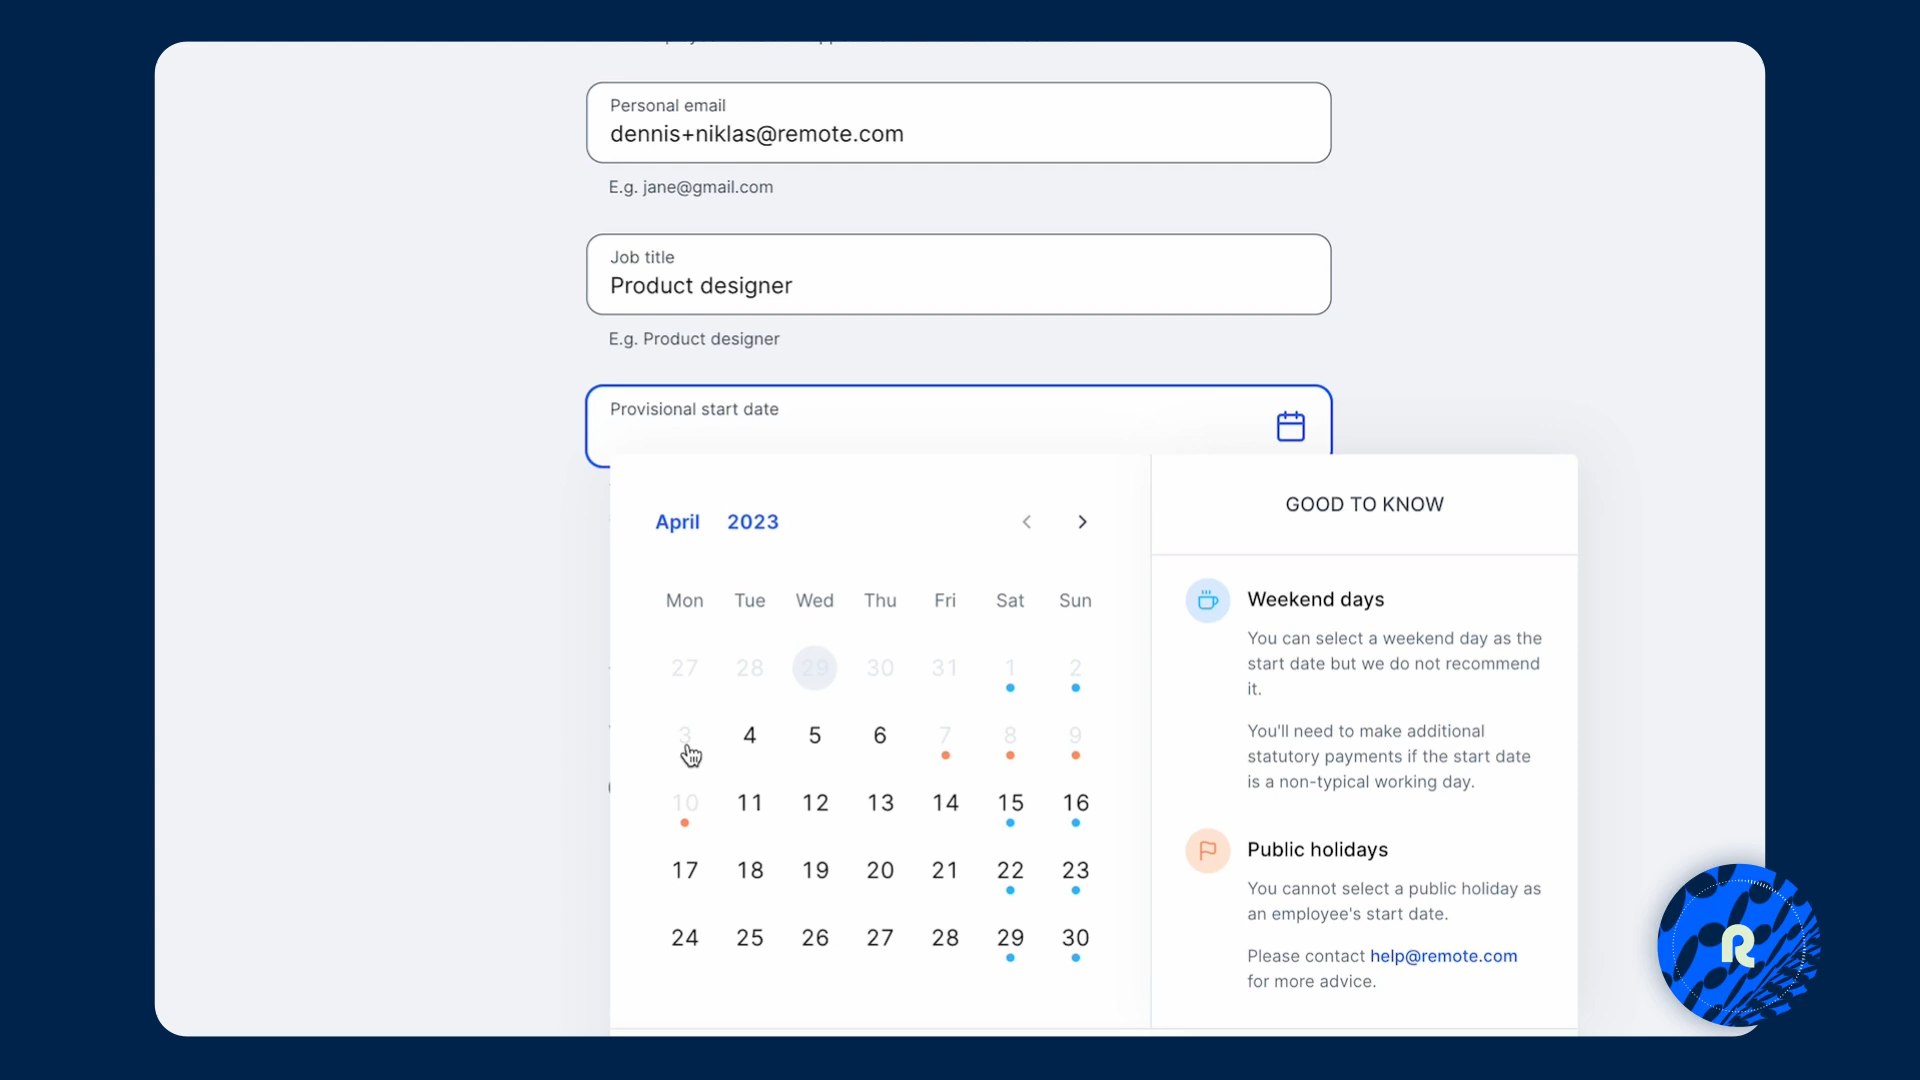 Personal email
dennis+niklas@remote.com
E.g. jane@gmail.com
Job title
Product designer
E.g. Product designer
Provisional start date
April 2023
Mon Tue Wed Thu Fri Sat Sun
27 28 29 30 31 1 2
3 4 5 6 7 8 9
10 11 12 13 14 15 16
17 18 19 20 21 22 23
24 25 26 27 28 29 30
GOOD TO KNOW
Weekend days
You can select a weekend day as the
start date but we do not recommend
it.
You'll need to make additional
statutory payments if the start date
is a non-typical working day.
Public holidays
You cannot select a public holiday as
an employee's start date.
Please contact help@remote.com
for more advice.
R